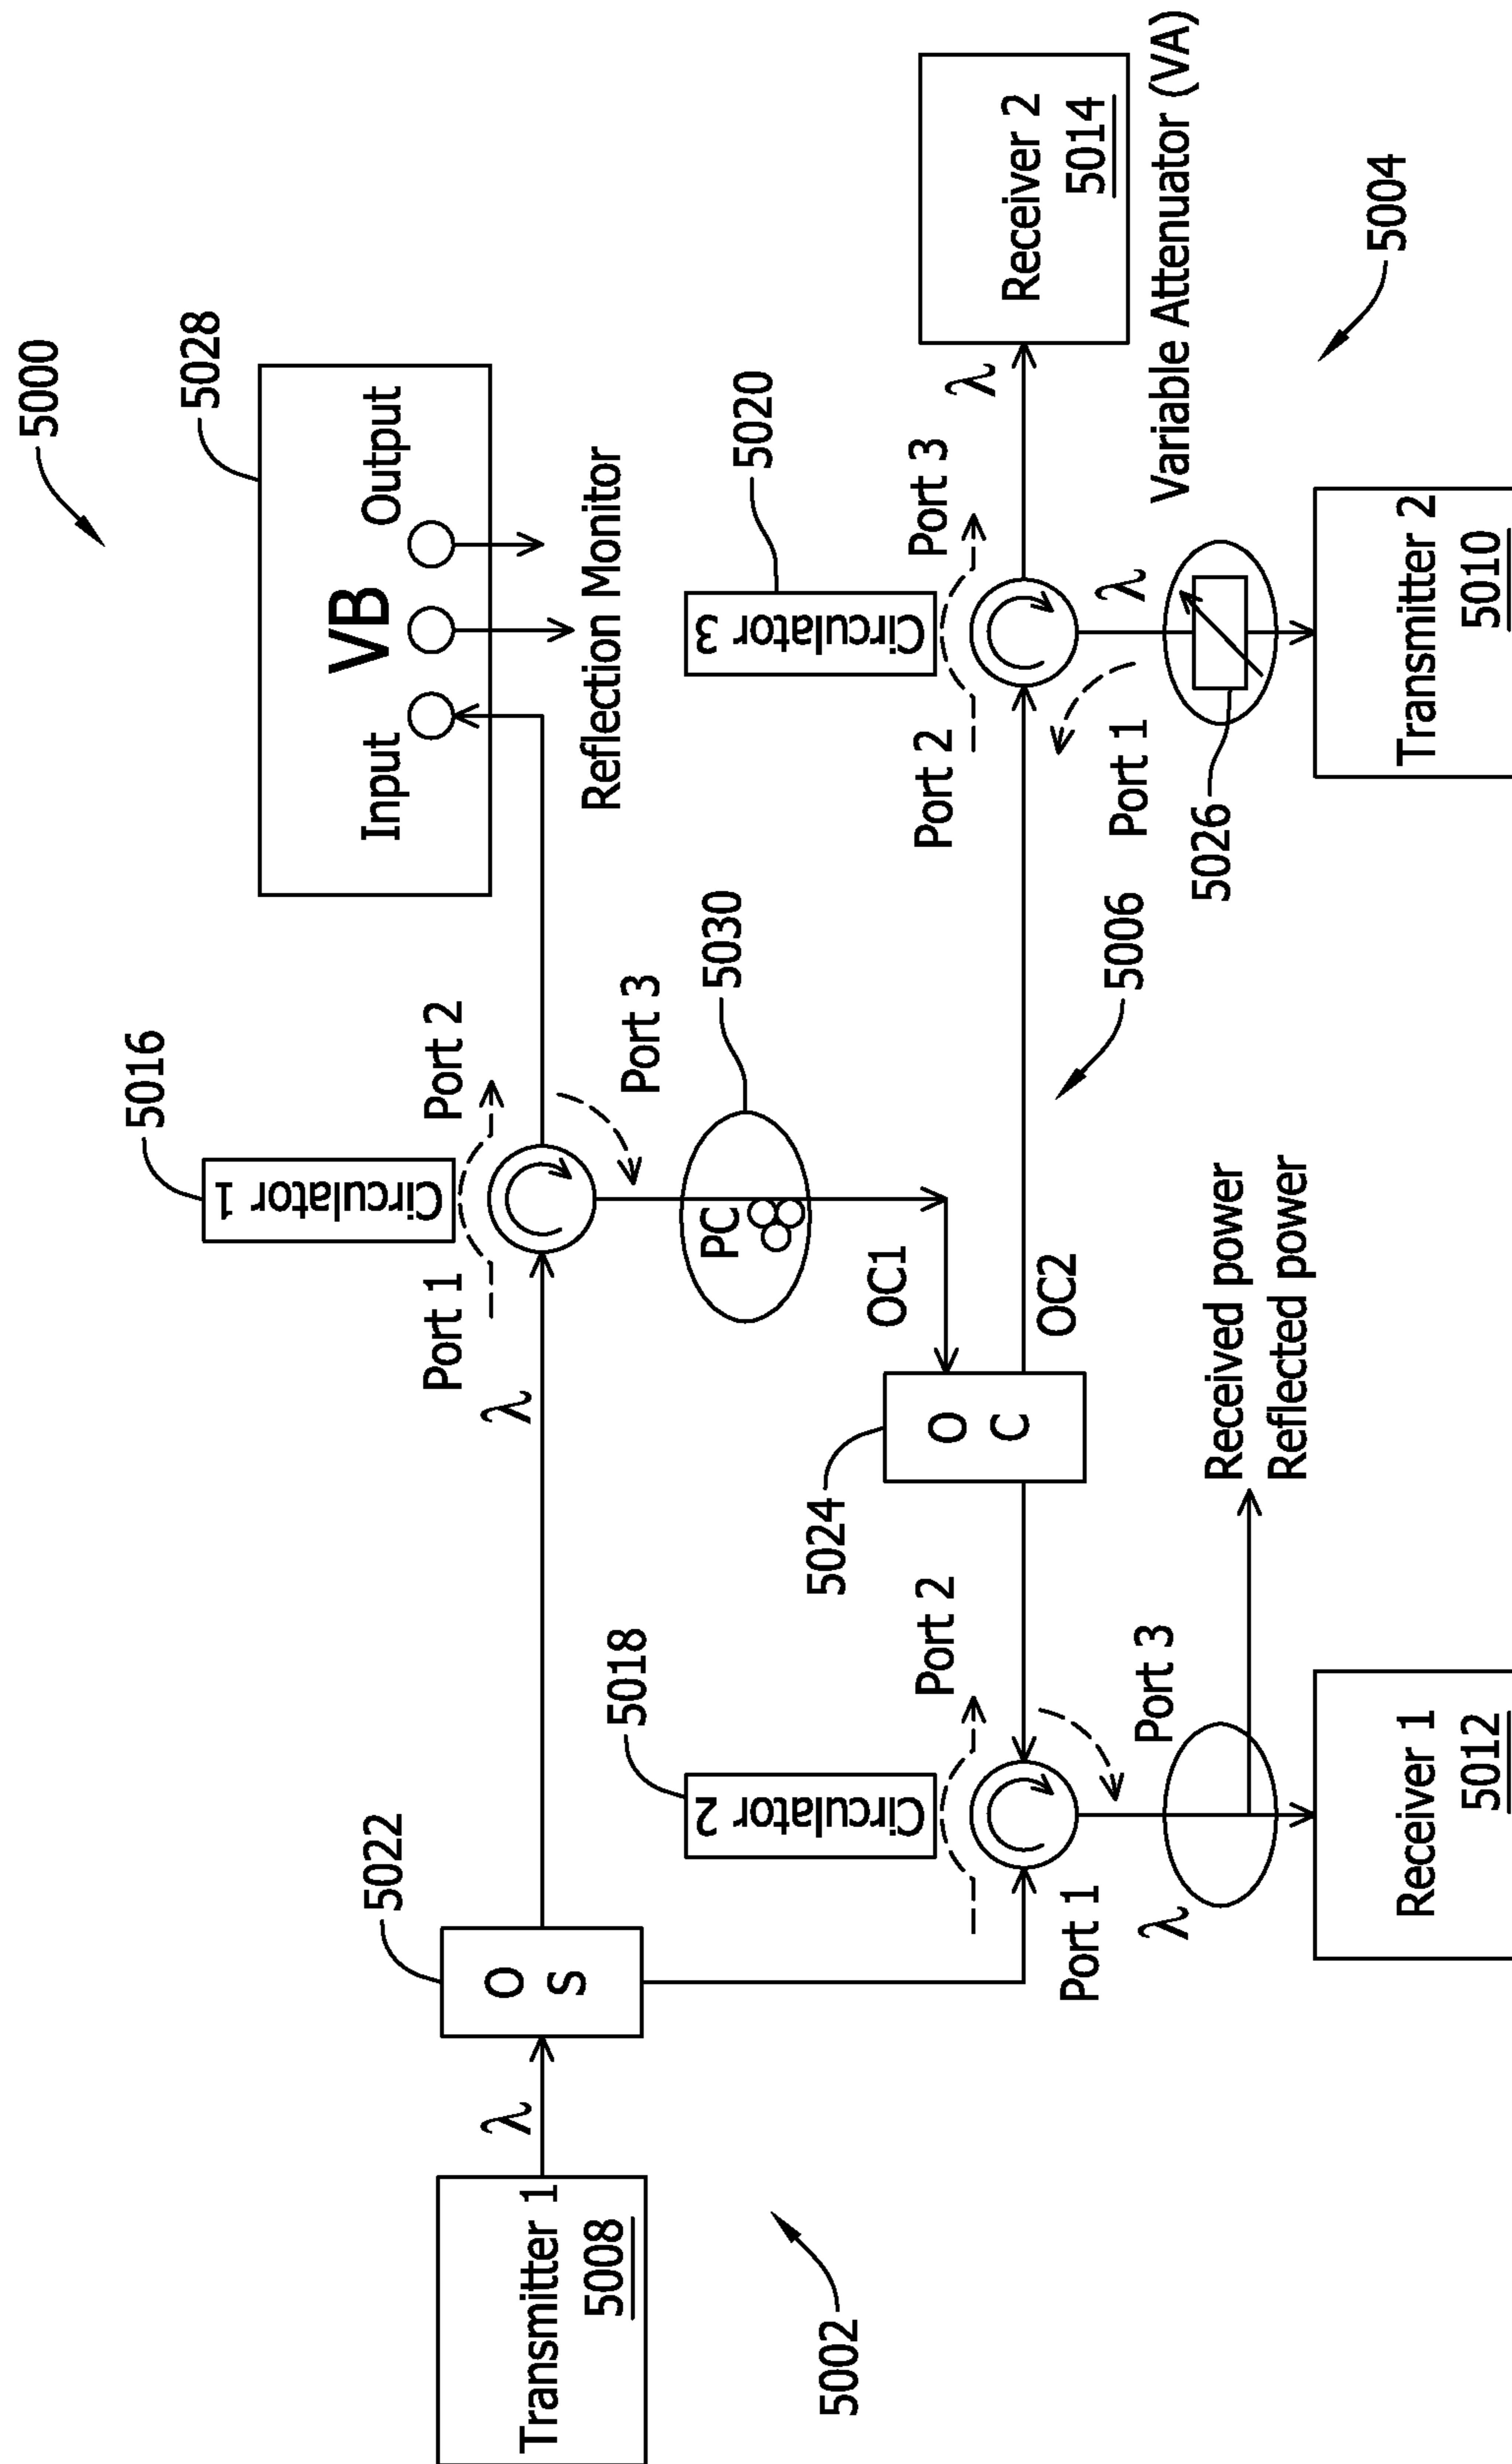 5000
5028
VB
Input
Output
Reflection Monitor
5016
Circulator 1
Port 1
Port 2
Port 3
λ
5030
PC
5022
O
S
λ
Transmitter 1
5008
5002
5018
Circulator 2
Port 1
Port 2
Port 3
λ
5024
O
C
OC1
OC2
5006
5020
Circulator 3
Port 2
Port 3
Port 1
λ
λ
Receiver 2
5014
Variable Attenuator (VA)
5004
5026
Transmitter 2
5010
Received power
Reflected power
Receiver 1
5012